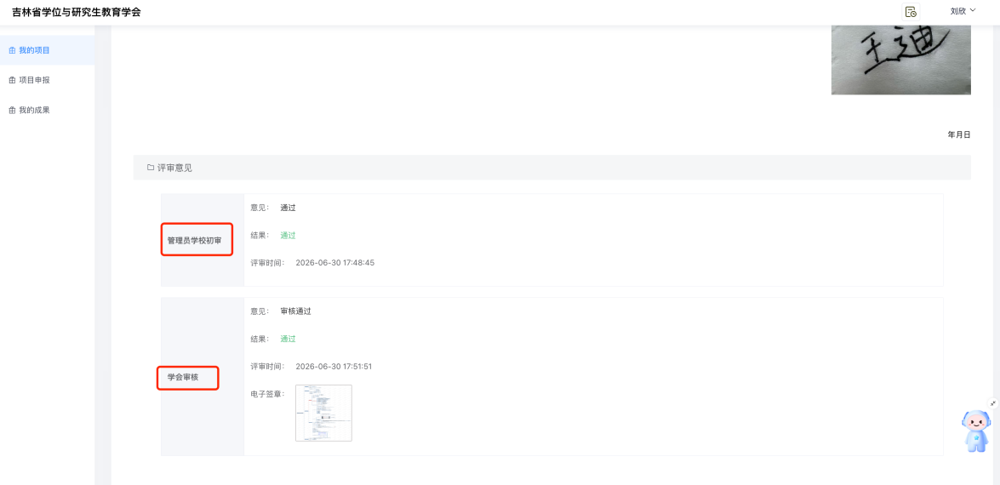 吉林省学位与研究生教育学会
刘欣
我的项目
项目申报
我的成果
王迪
年月日
评审意见
管理员学校初审
意见： 通过
结果： 通过
评审时间： 2026-06-30 17:48:45
学会审核
意见： 审核通过
结果： 通过
评审时间： 2026-06-30 17:51:51
电子签章：